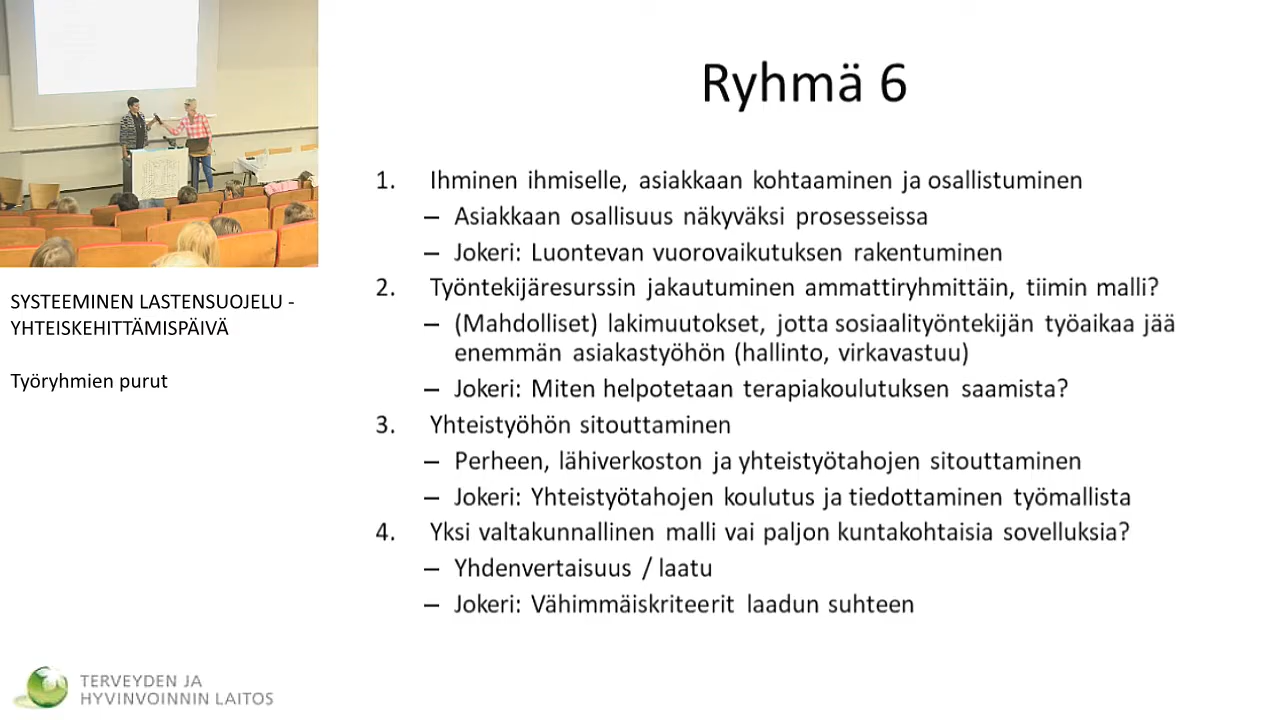 SYSTEEMINEN LASTENSUOJELU -
YHTEISKEHITTÄMISPÄIVÄ
Työryhmien purut
Ryhmä 6
1. Ihminen ihmiselle, asiakkaan kohtaaminen ja osallistuminen
– Asiakkaan osallisuus näkyväksi prosesseissa
– Jokeri: Luontevan vuorovaikutuksen rakentuminen
2. Työntekijäresurssin jakautuminen ammattiryhmittäin, tiimin malli?
– (Mahdolliset) lakimuutokset, jotta sosiaalityöntekijän työaikaa jää
enemmän asiakastyöhön (hallinto, virkavastuu)
– Jokeri: Miten helpotetaan terapiakoulutuksen saamista?
3. Yhteistyöhön sitouttaminen
– Perheen, lähiverkoston ja yhteistyötahojen sitouttaminen
– Jokeri: Yhteistyötahojen koulutus ja tiedottaminen työmallista
4. Yksi valtakunnallinen malli vai paljon kuntakohtaisia sovelluksia?
– Yhdenvertaisuus / laatu
– Jokeri: Vähimmäiskriteerit laadun suhteen
TERVEYDEN JA
HYVINVOINNIN LAITOS